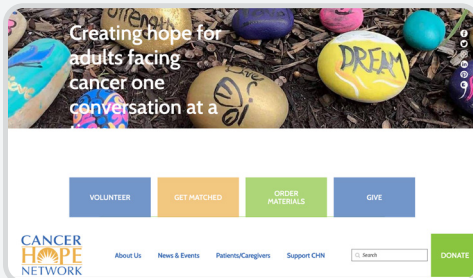 Creating hope for
adults facing
cancer one
conversation at a
strength
DREAM
VOLUNTEER
GET MATCHED
ORDER
MATERIALS
GIVE
CANCER
HOPE
NETWORK
About Us
News & Events
Patients/Caregivers
Support CHN
Search
DONATE